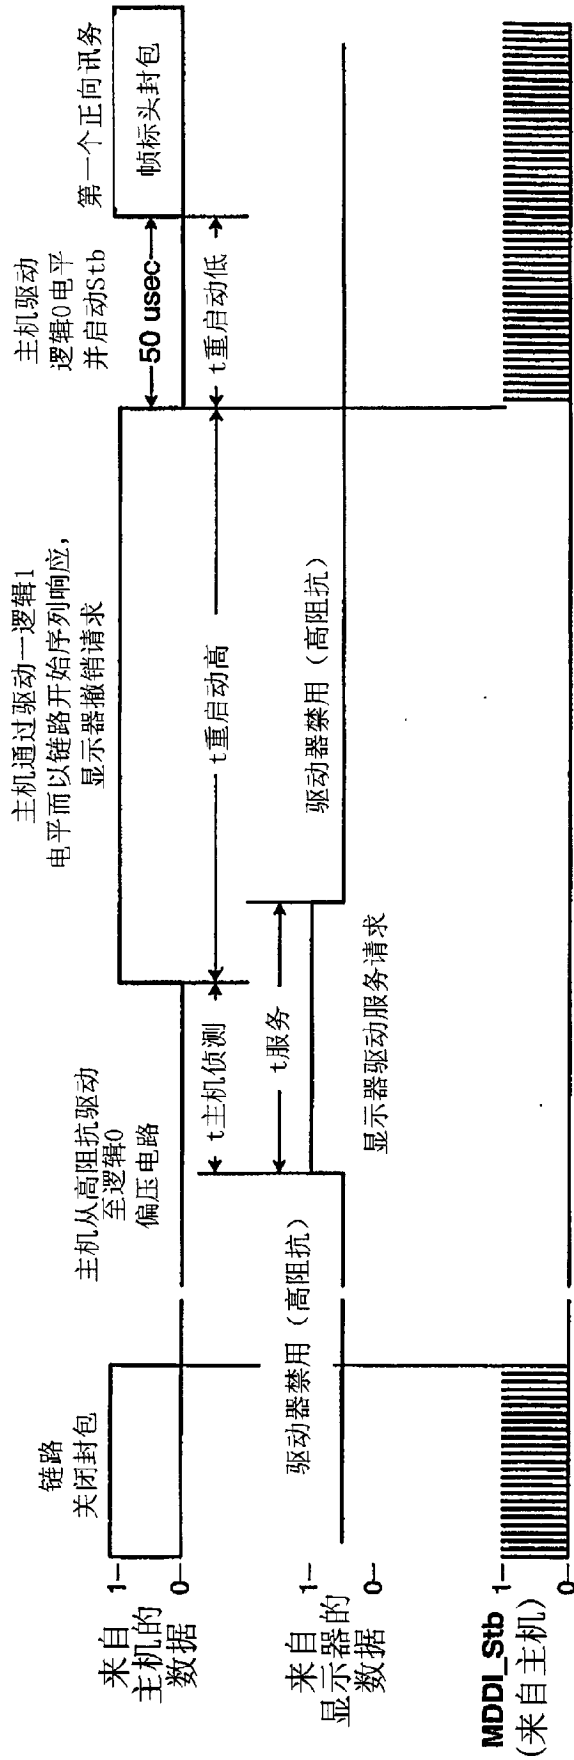 链路
关闭封包
主机从高阻抗驱动
至逻辑0
偏压电路
主机通过驱动一逻辑1
电平而以链路开始序列响应,
显示器撤销请求
主机驱动
逻辑0电平
并启动Stb
第一个正向讯务
帧标头封包
50 usec
来自
主机的
数据
1
0
t主机侦测
t重启动高
t重启动低
t服务
来自
显示器的
数据
1
0
驱动器禁用（高阻抗）
驱动器禁用（高阻抗）
显示器驱动服务请求
MDDI_Stb
(来自主机)
1
0